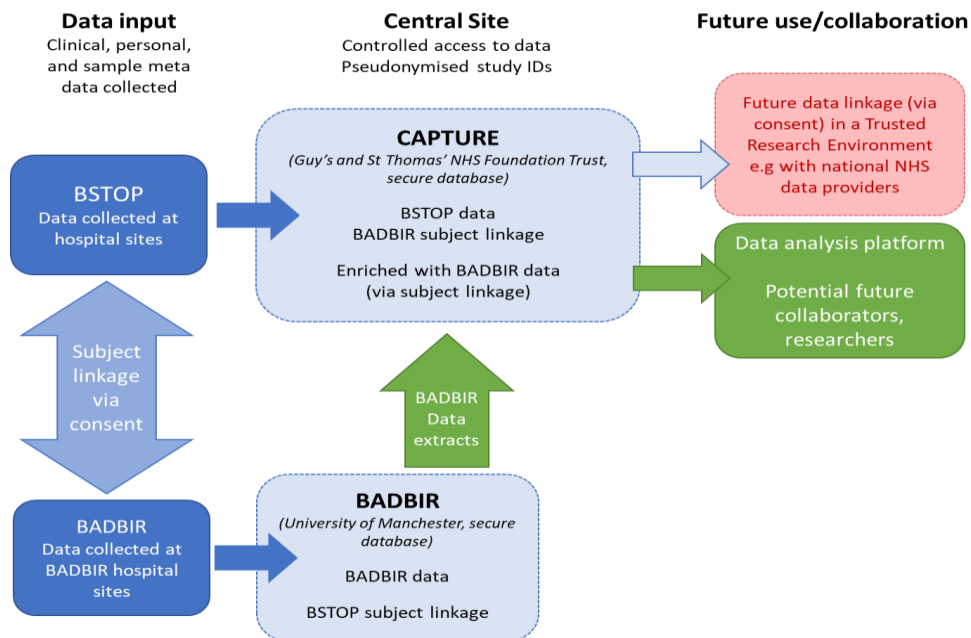 Data input
Clinical, personal,
and sample meta
data collected
Central Site
Controlled access to data
Pseudonymised study IDs
Future use/collaboration
BSTOP
Data collected at
hospital sites
CAPTURE
(Guy's and St Thomas' NHS Foundation Trust,
secure database)
BSTOP data
BADBIR subject linkage
Enriched with BADBIR data
(via subject linkage)
Future data linkage (via
consent) in a Trusted
Research Environment
e.g with national NHS
data providers
Data analysis platform
Potential future
collaborators,
researchers
Subject
linkage
via
consent
BADBIR
Data
extracts
BADBIR
Data collected at
BADBIR hospital
sites
BADBIR
(University of Manchester, secure
database)
BADBIR data
BSTOP subject linkage